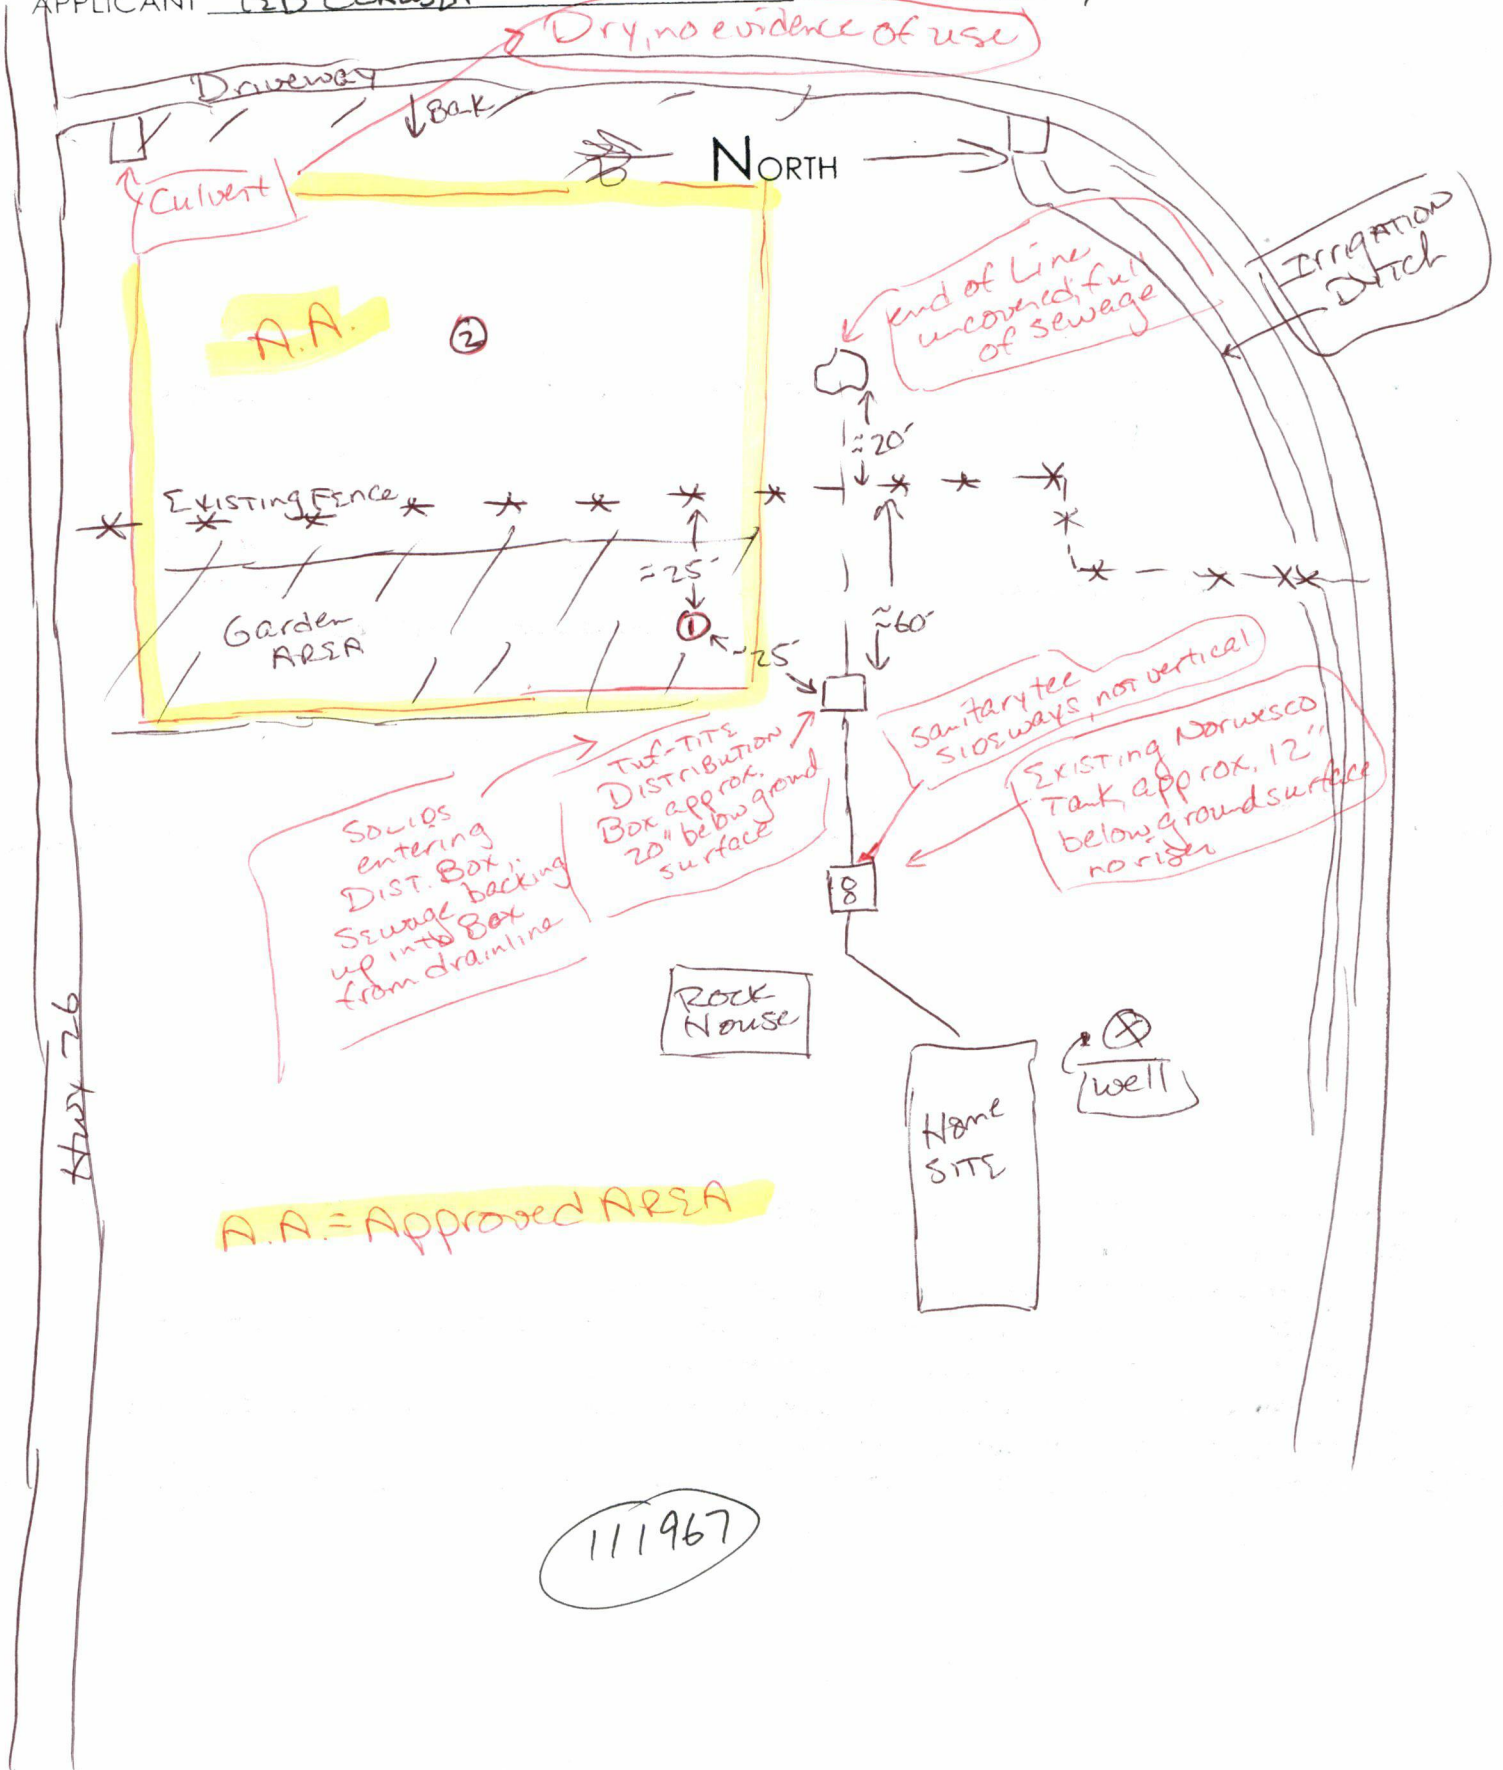 APPLICANT TED
Dry, no evidence of use
Driveway
↓ Bak
NORTH
Culvert
Irrigation
Ditch
end of Line
uncovered, full
of sewage
A.A.
②
≈20'
Existing Fence
≈25'
Garden
AREA
①
~25'
≈60'
sanitary tee
sideways, not vertical
Existing Norwesco
Tank, approx. 12"
below ground surface
no riser
Tuf-Tite
Distribution
Box approx.
20" below ground
surface
Solids
entering
Dist. Box;
Sewage backing
up into Box
from drainline
8
Rock
House
well
Home
Site
Hwy 26
A.A. = Approved AREA
111967